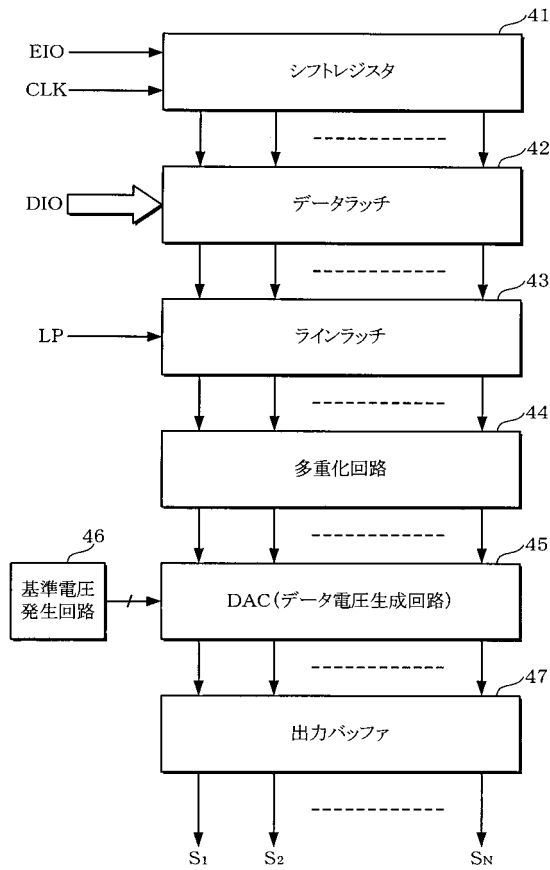 41
EIO
シフトレジスタ
CLK
42
DIO
データラッチ
43
LP
ラインラッチ
44
多重化回路
46
45
基準電圧
発生回路
DAC(データ電圧生成回路)
47
出力バッファ
S1
S2
SN